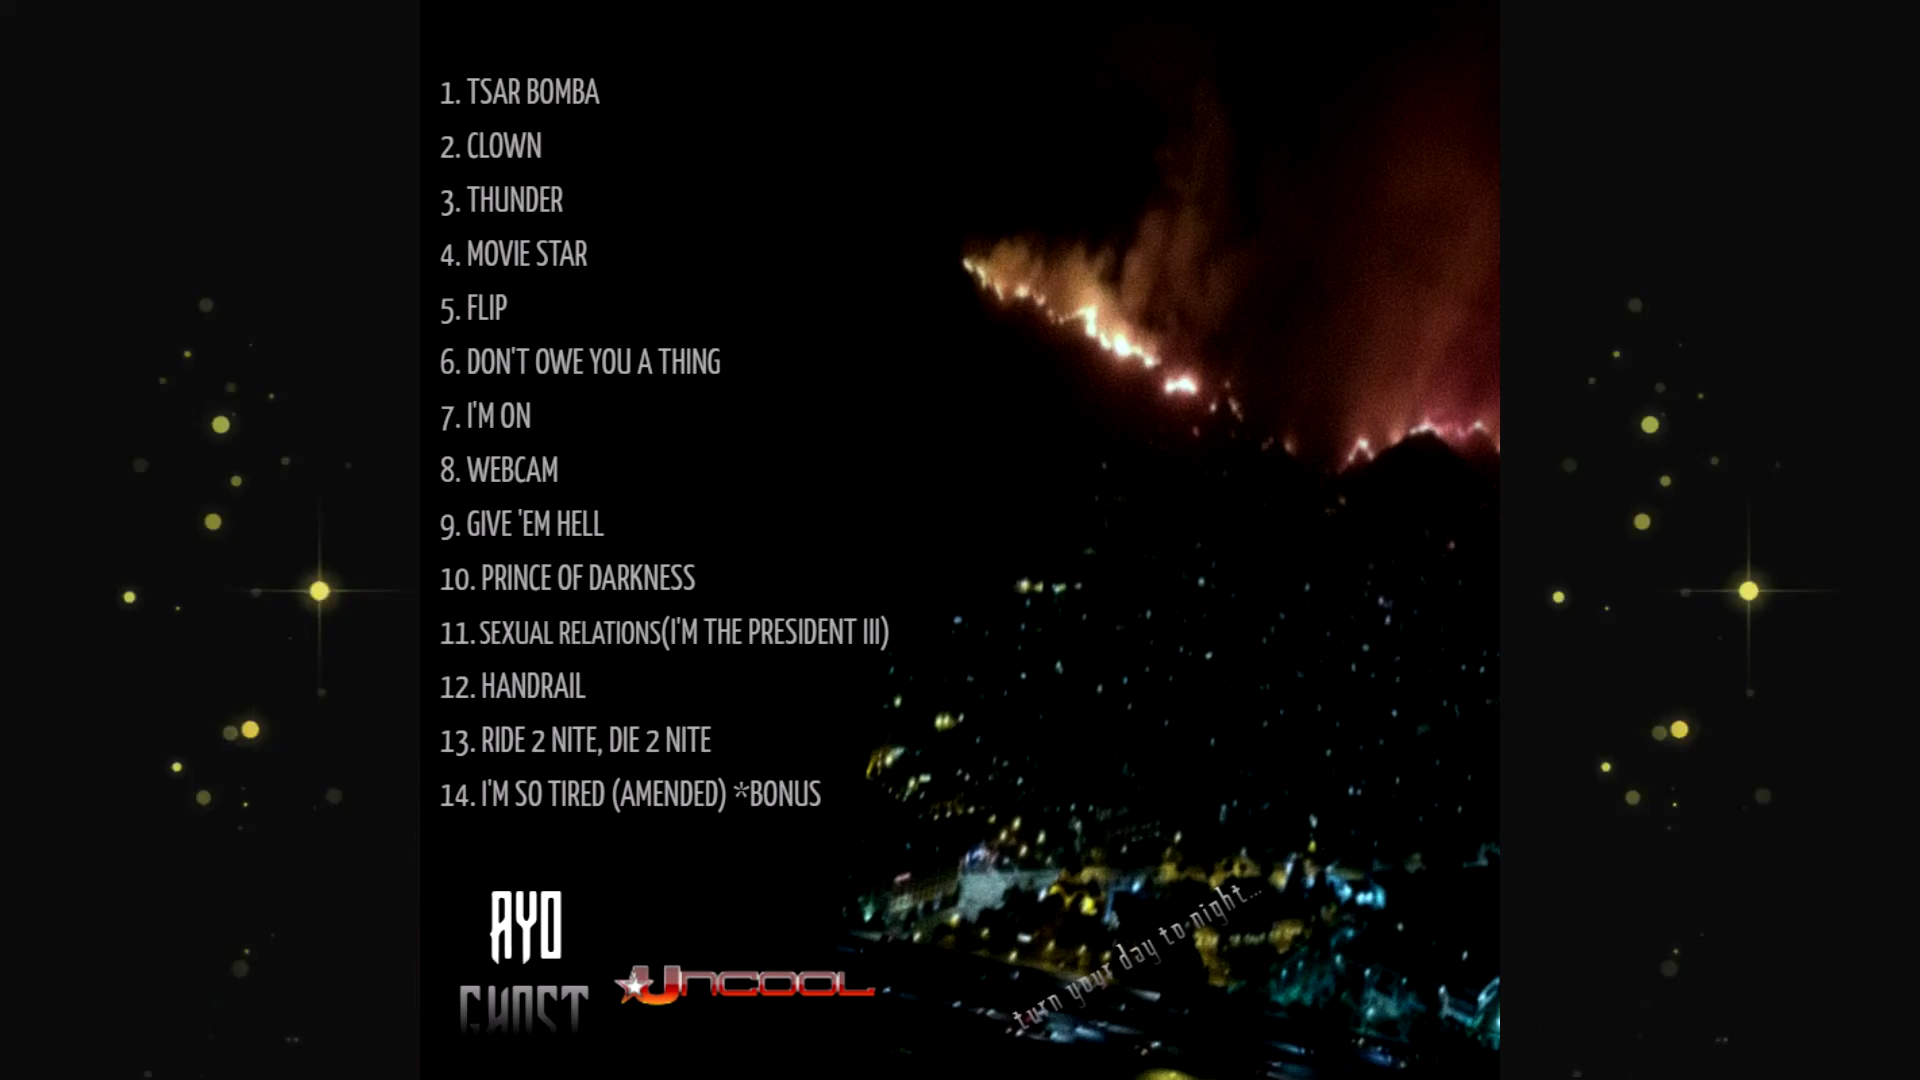 1. TSAR BOMBA
2. CLOWN
3. THUNDER
4. MOVIE STAR
5. FLIP
6. DON'T OWE YOU A THING
7. I'M ON
8. WEBCAM
9. GIVE 'EM HELL
10. PRINCE OF DARKNESS
11. SEXUAL RELATIONS(I'M THE PRESIDENT III)
12. HANDRAIL
13. RIDE 2 NITE, DIE 2 NITE
14. I'M SO TIRED (AMENDED) *BONUS
AYO
GHOST
UNCOOL
...turn your day to night...